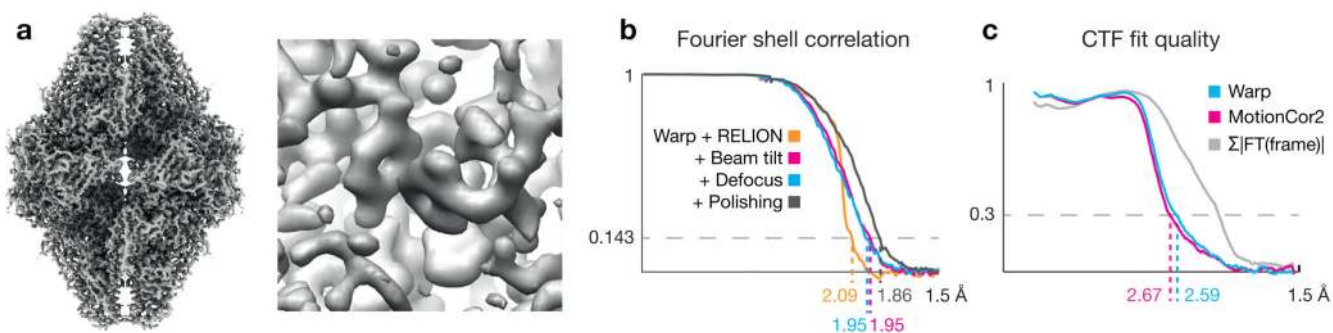 a
b
Fourier shell correlation
1
Warp + RELION
+ Beam tilt
+ Defocus
+ Polishing
0.143
2.09
1.86
1.5 Å
1.95
1.95
c
CTF fit quality
1
Warp
MotionCor2
Σ|FT(frame)|
0.3
2.67
2.59
1.5 Å